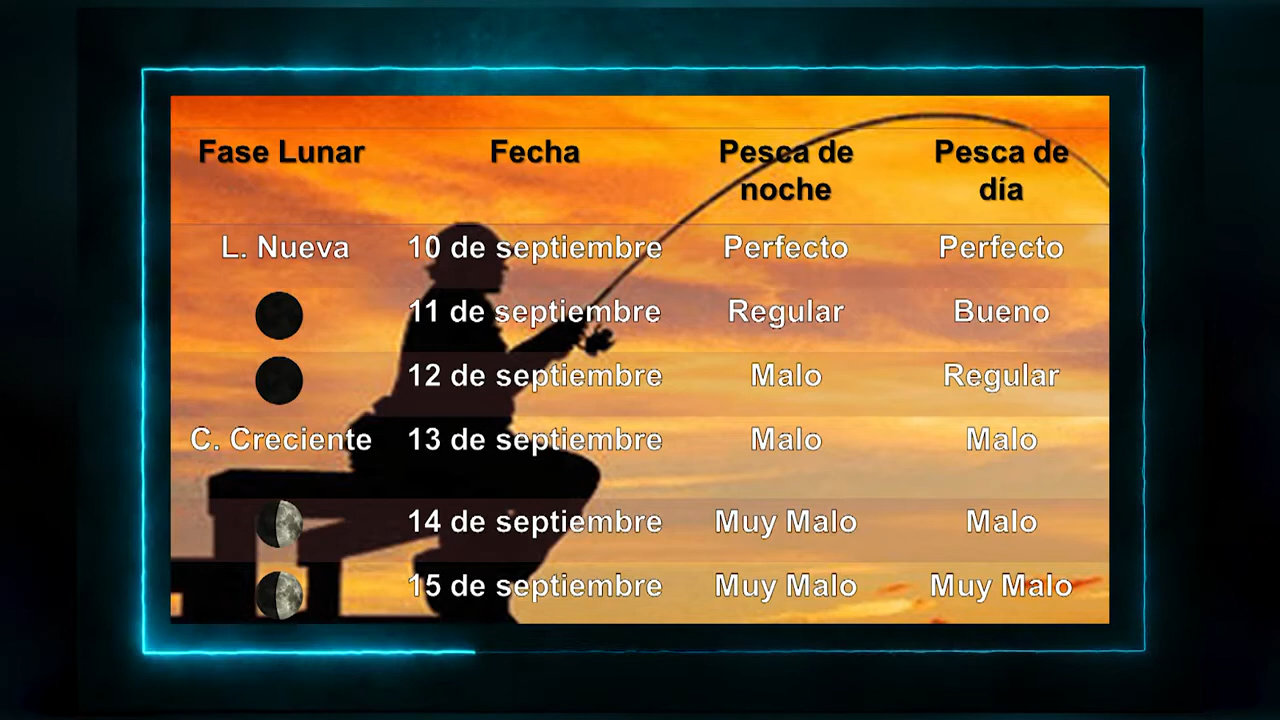 Fase Lunar Fecha Pesca de noche Pesca de día
L. Nueva 10 de septiembre Perfecto Perfecto
11 de septiembre Regular Bueno
12 de septiembre Malo Regular
C. Creciente 13 de septiembre Malo Malo
14 de septiembre Muy Malo Malo
15 de septiembre Muy Malo Muy Malo